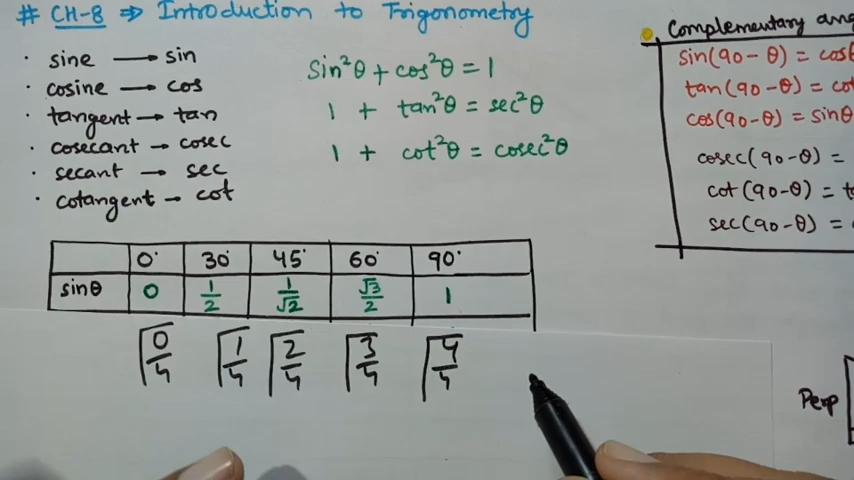 # CH-8 ⇒ Introduction to Trigonometry
· sine → sin
· cosine → cos
· tangent → tan
· cosecant → cosec
· secant → sec
· cotangent → cot
sin²θ + cos²θ = 1
1 + tan²θ = sec²θ
1 + cot²θ = cosec²θ
Complementary
sin(90-θ) =
tan(90-θ) =
cos(90-θ) = sinθ
cosec(90-θ) =
cot(90-θ) =
sec(90-θ) =
0° 30° 45° 60° 90°
sinθ 0 1/2 1/√2 √3/2 1
√0/4 √1/4 √2/4 √3/4 √4/4
Perp